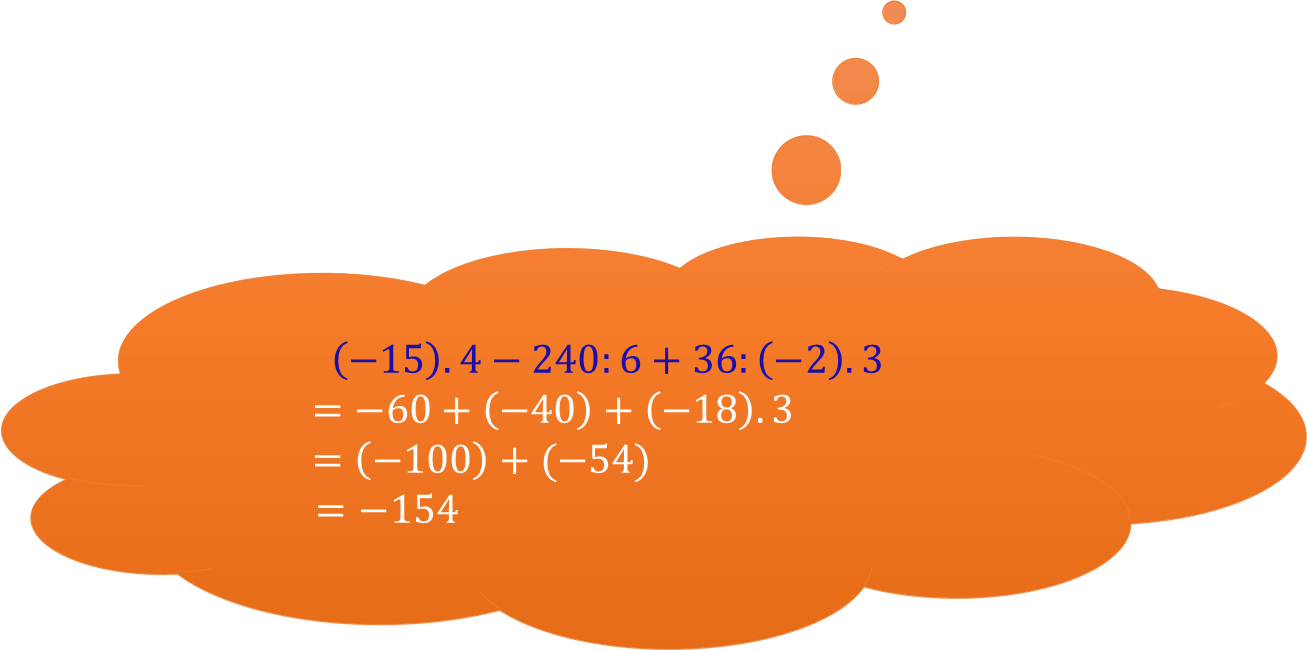 (−15). 4 − 240: 6 + 36: (−2). 3
= −60 + (−40) + (−18). 3
= (−100) + (−54)
= −154